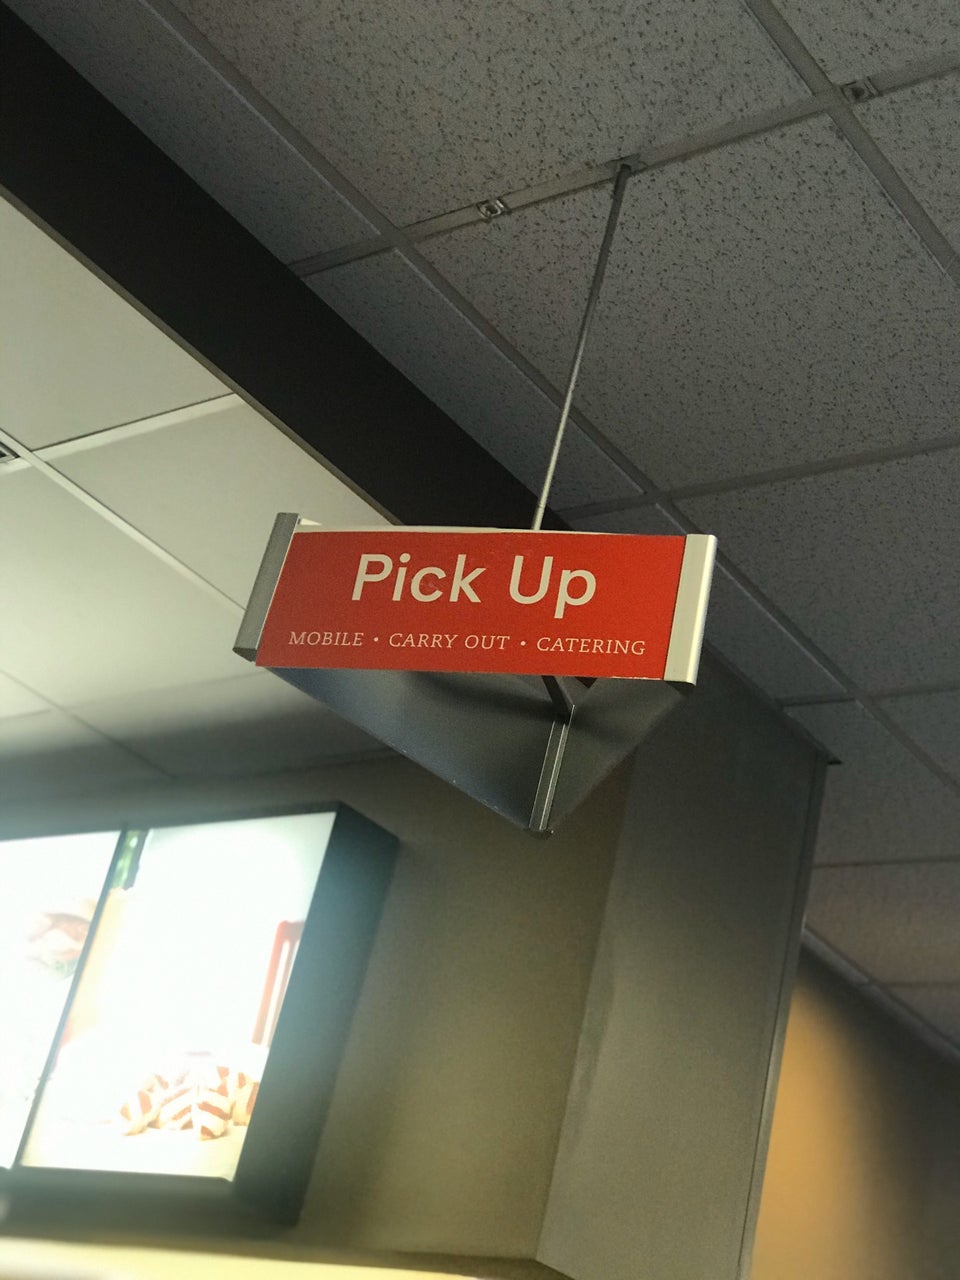 Pick Up
MOBILE • CARRY OUT • CATERING